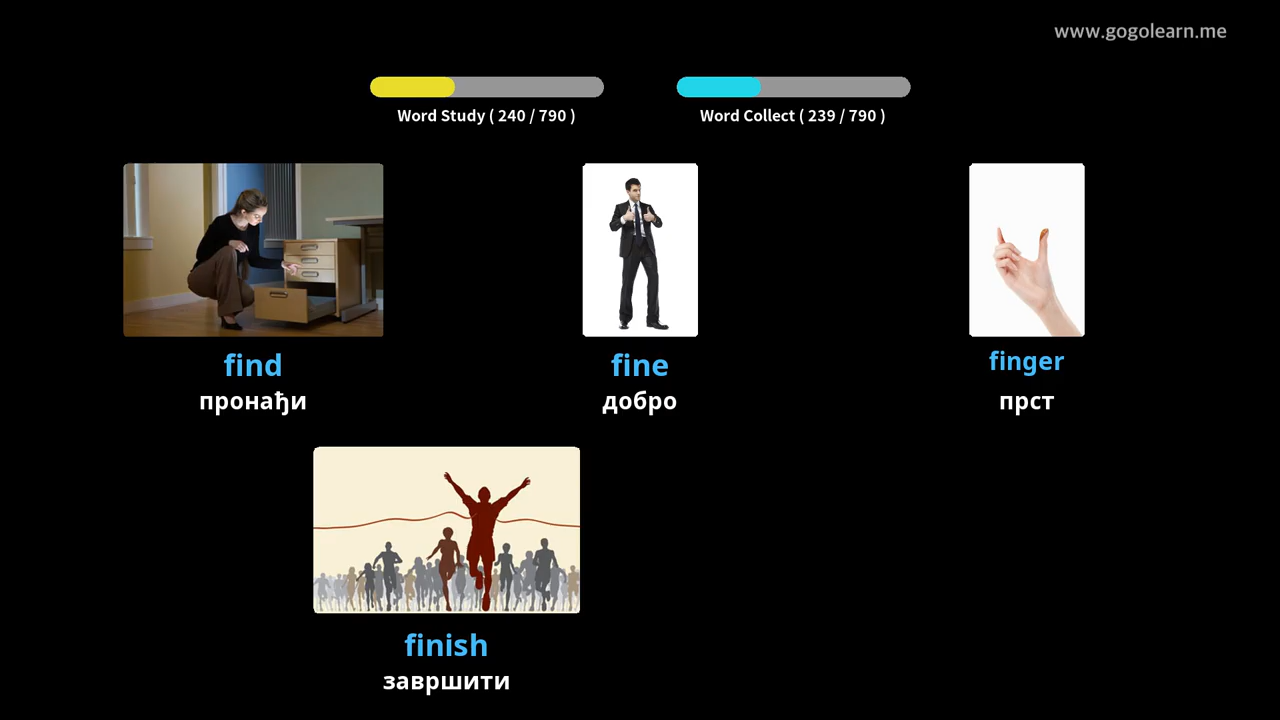 www.gogolearn.me
Word Study ( 240 / 790 )
Word Collect ( 239 / 790 )
find
пронађи
fine
добро
finger
прст
finish
завршити